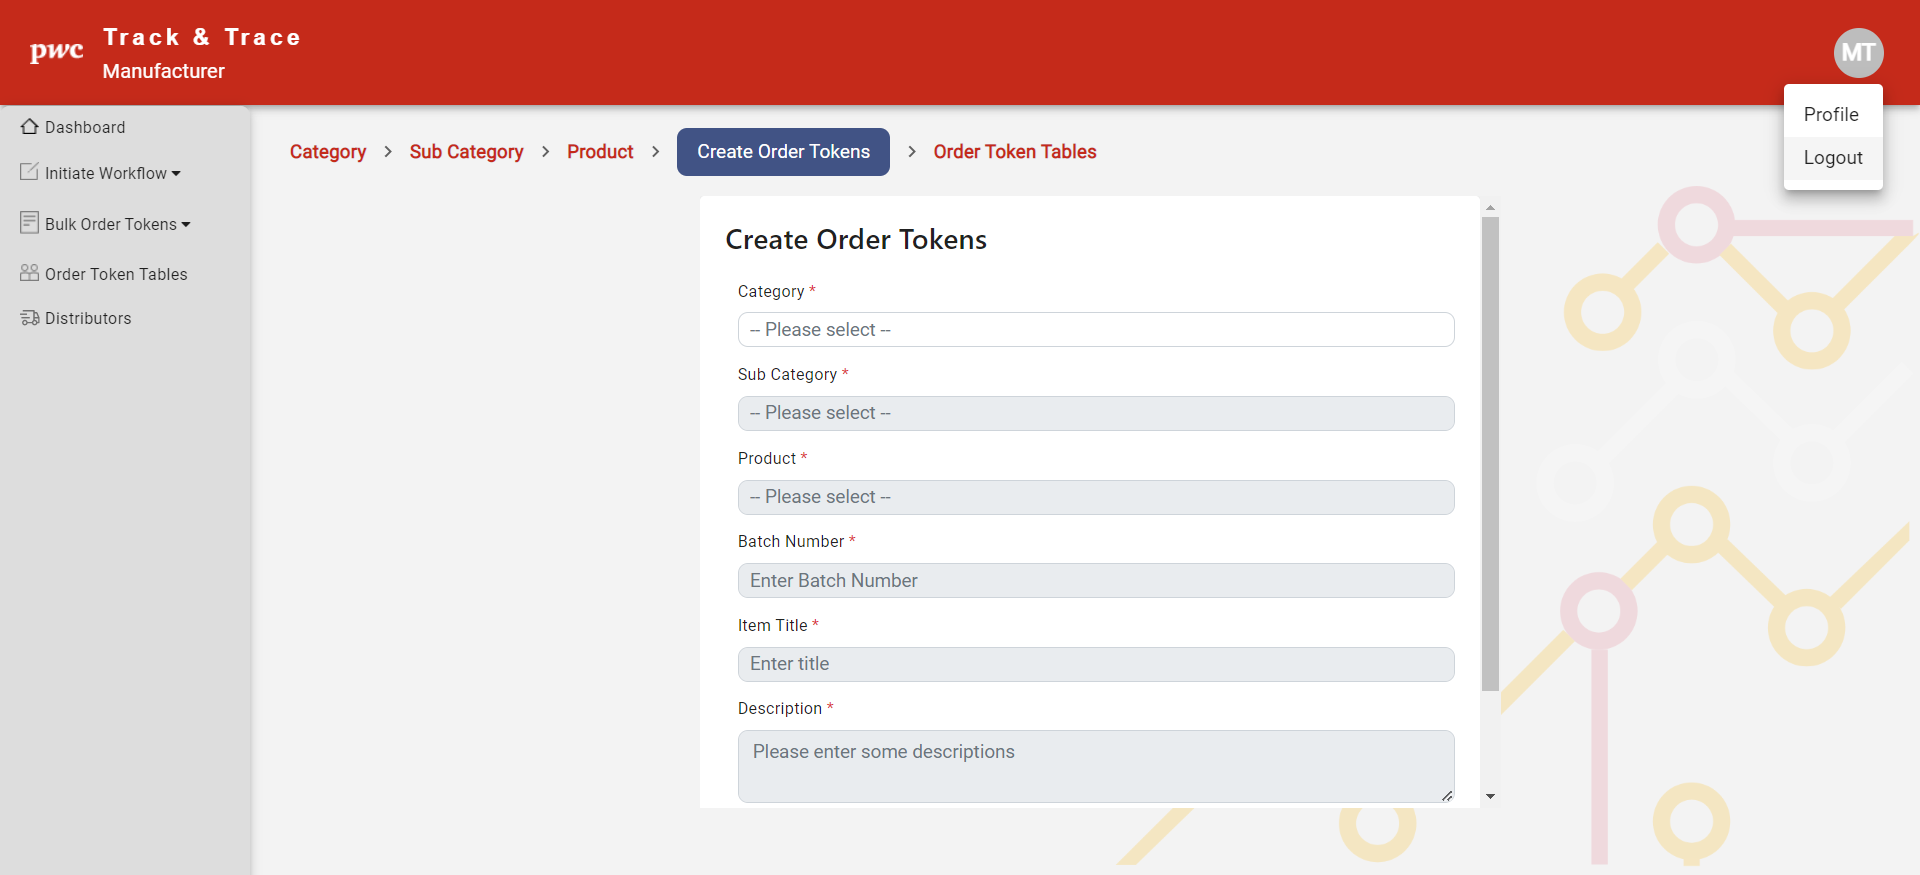 pwc
Track & Trace
Manufacturer
MT
Profile
Logout
Dashboard
Initiate Workflow
Bulk Order Tokens
Order Token Tables
Distributors
Category > Sub Category > Product > Create Order Tokens > Order Token Tables
Create Order Tokens
Category *
-- Please select --
Sub Category *
-- Please select --
Product *
-- Please select --
Batch Number *
Enter Batch Number
Item Title *
Enter title
Description *
Please enter some descriptions